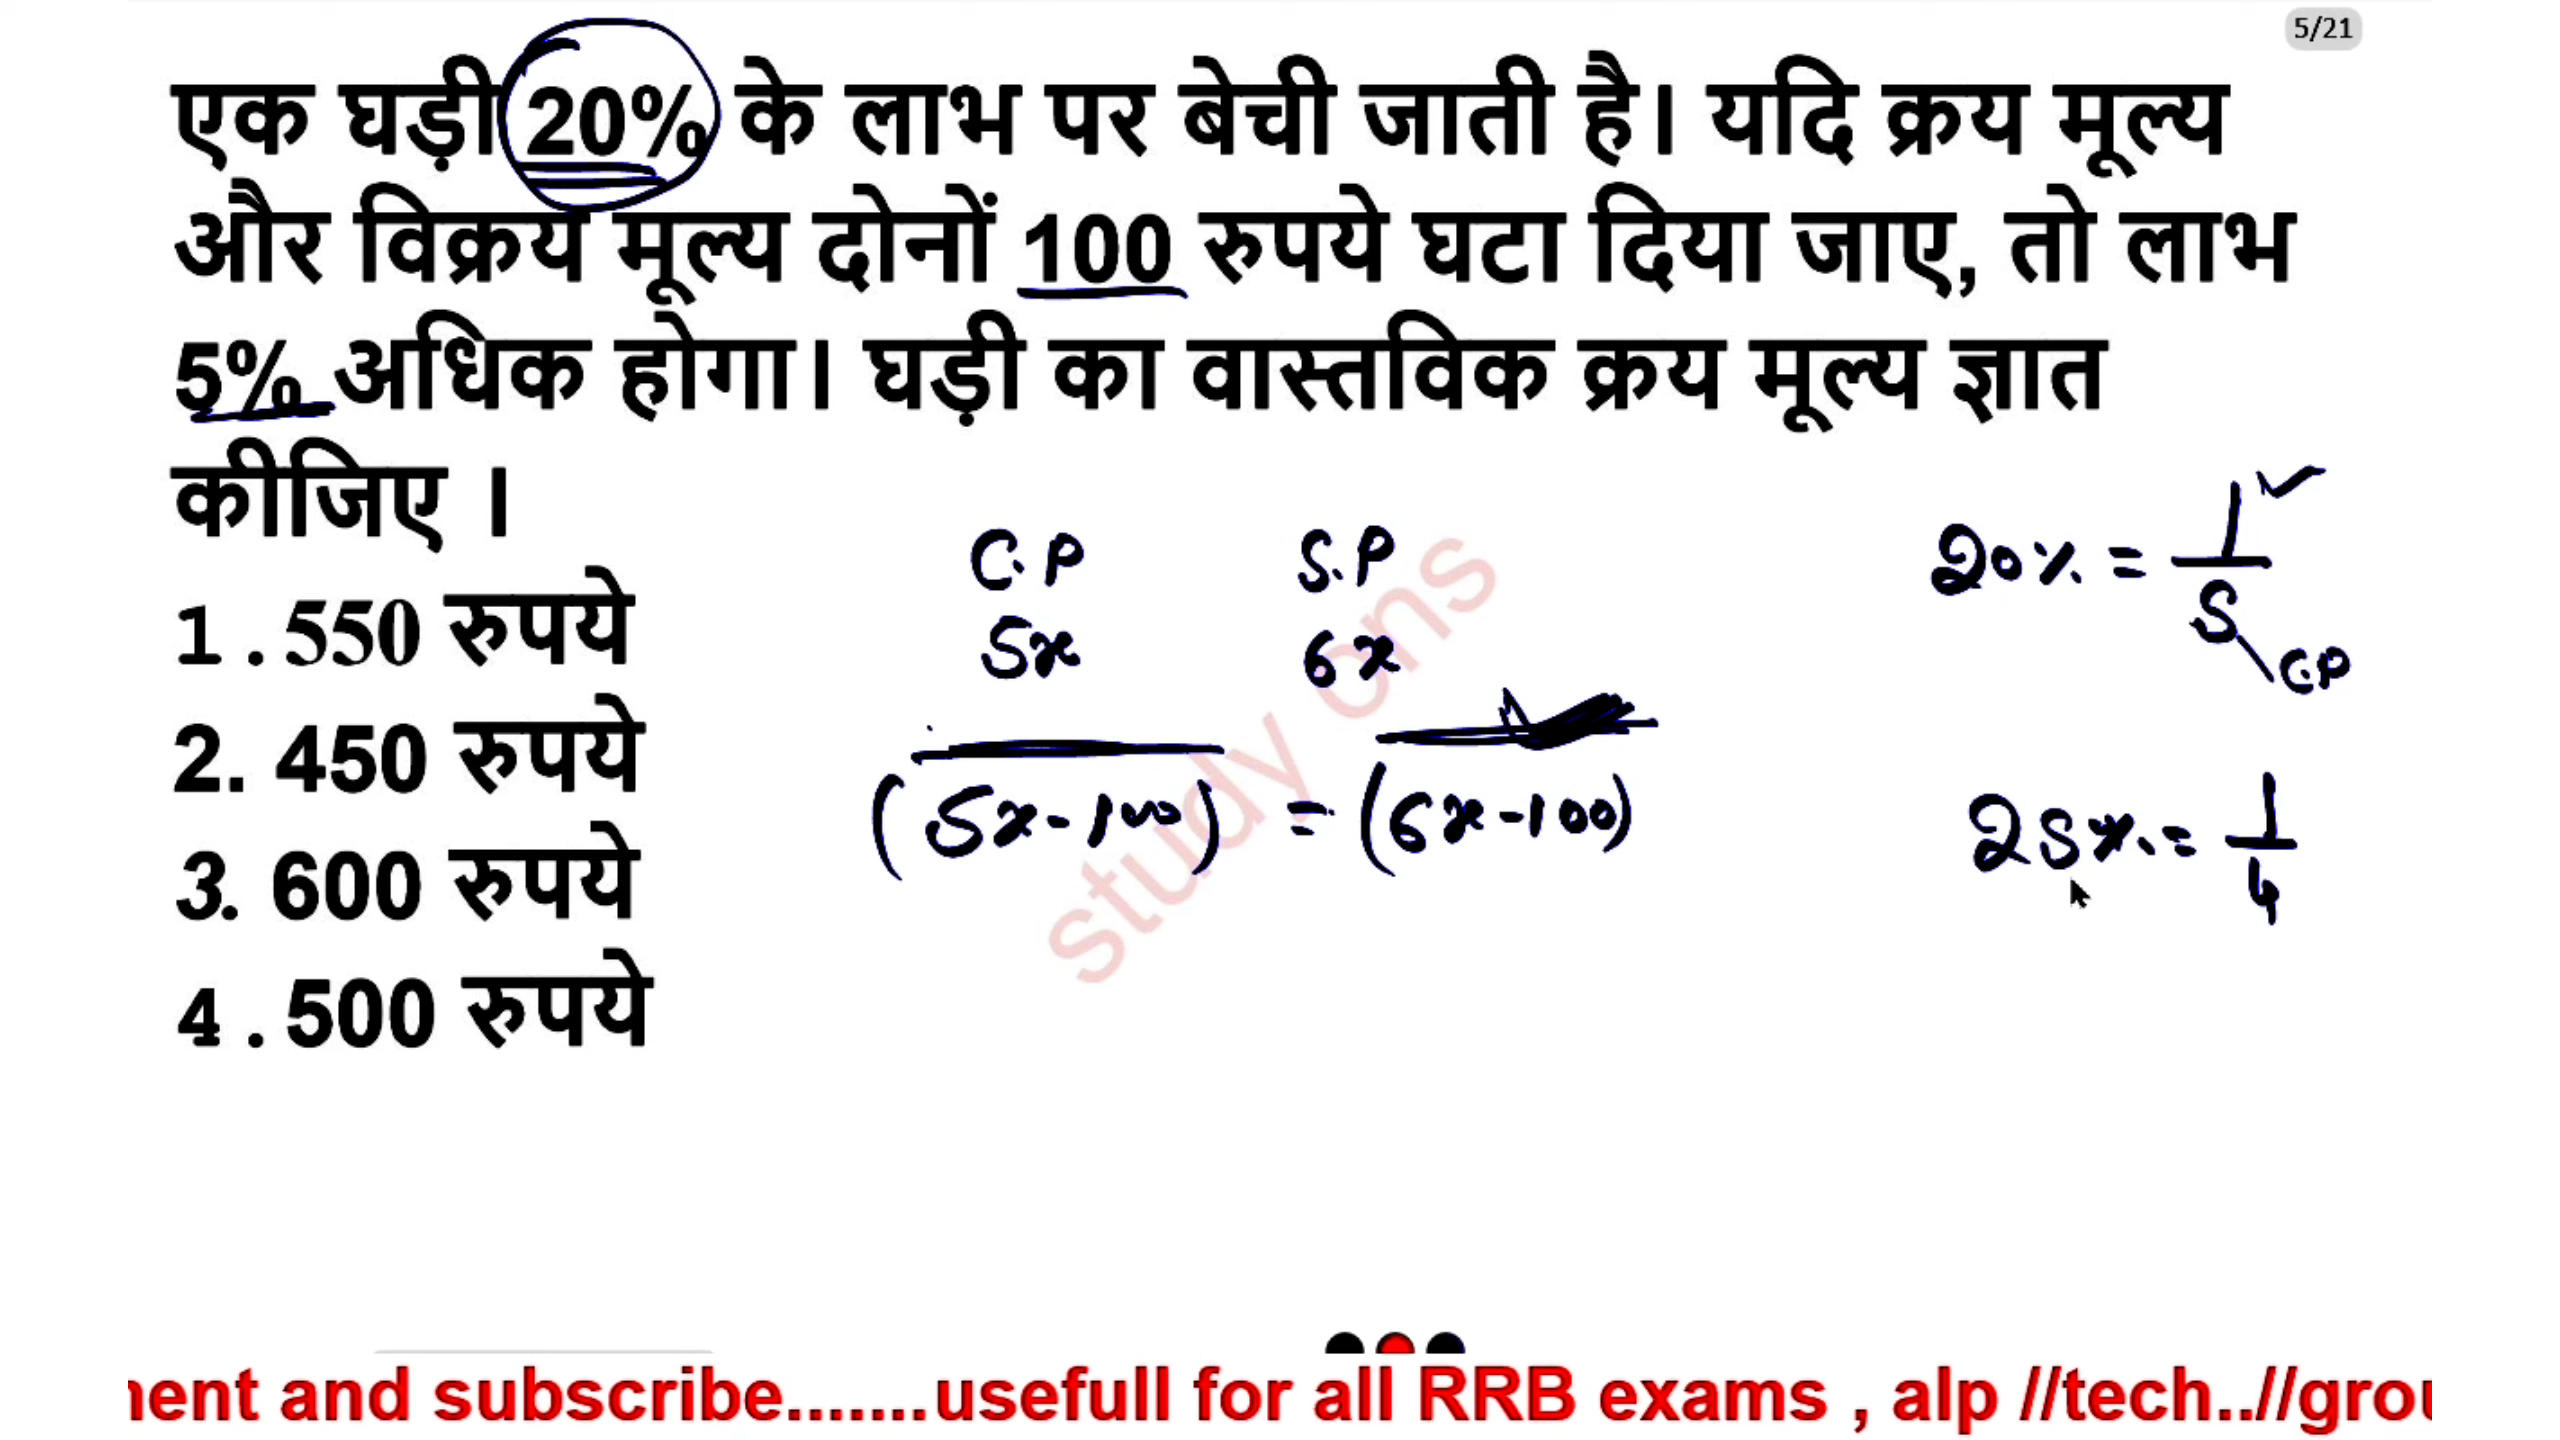 5/21
एक घड़ी 20% के लाभ पर बेची जाती है। यदि क्रय मूल्य
और विक्रय मूल्य दोनों 100 रुपये घटा दिया जाए, तो लाभ
5% अधिक होगा। घड़ी का वास्तविक क्रय मूल्य ज्ञात
कीजिए ।
1.550 रुपये
2. 450 रुपये
3. 600 रुपये
4.500 रुपये
C.P S.P
5x 6x
(5x-100) = (6x-100)
20% = 1/5
C.P
25% = 1/4
study ons
ment and subscribe.......usefull for all RRB exams , alp //tech..//grou